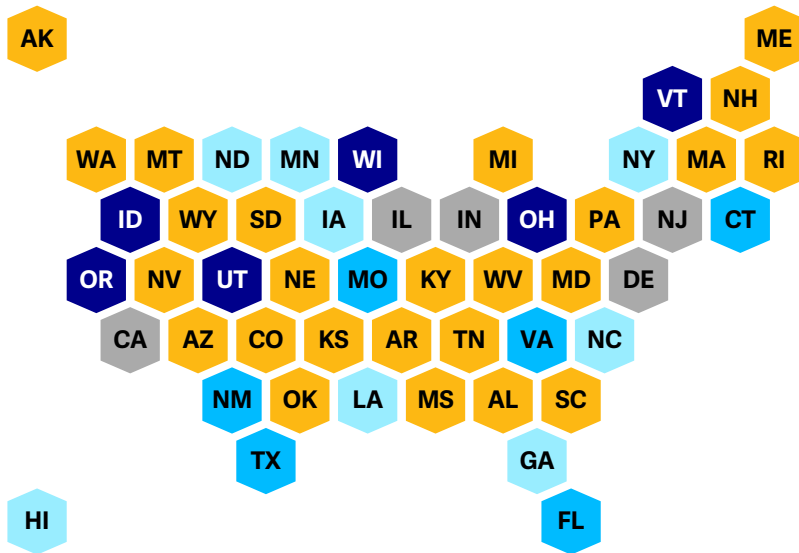 AK ME
VT NH
WA MT ND MN WI MI NY MA RI
ID WY SD IA IL IN OH PA NJ CT
OR NV UT NE MO KY WV MD DE
CA AZ CO KS AR TN VA NC
NM OK LA MS AL SC
TX GA
HI FL